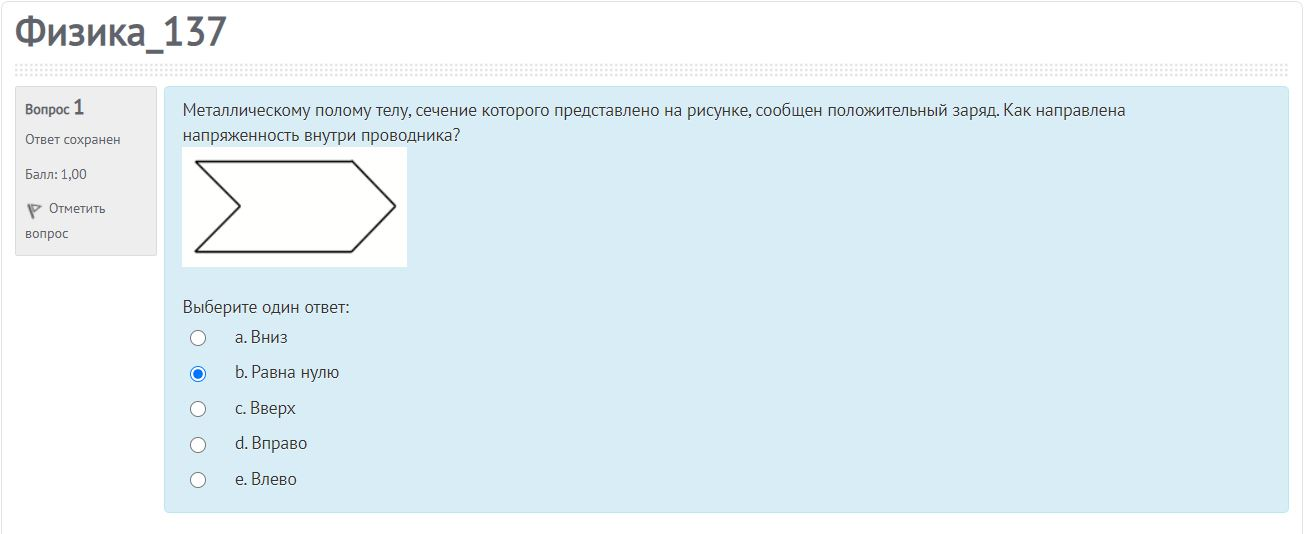 Физика_137
Вопрос 1
Ответ сохранен
Балл: 1,00
Отметить
вопрос
Металлическому полому телу, сечение которого представлено на рисунке, сообщен положительный заряд. Как направлена
напряженность внутри проводника?
Выберите один ответ:
a. Вниз
b. Равна нулю
c. Вверх
d. Вправо
e. Влево